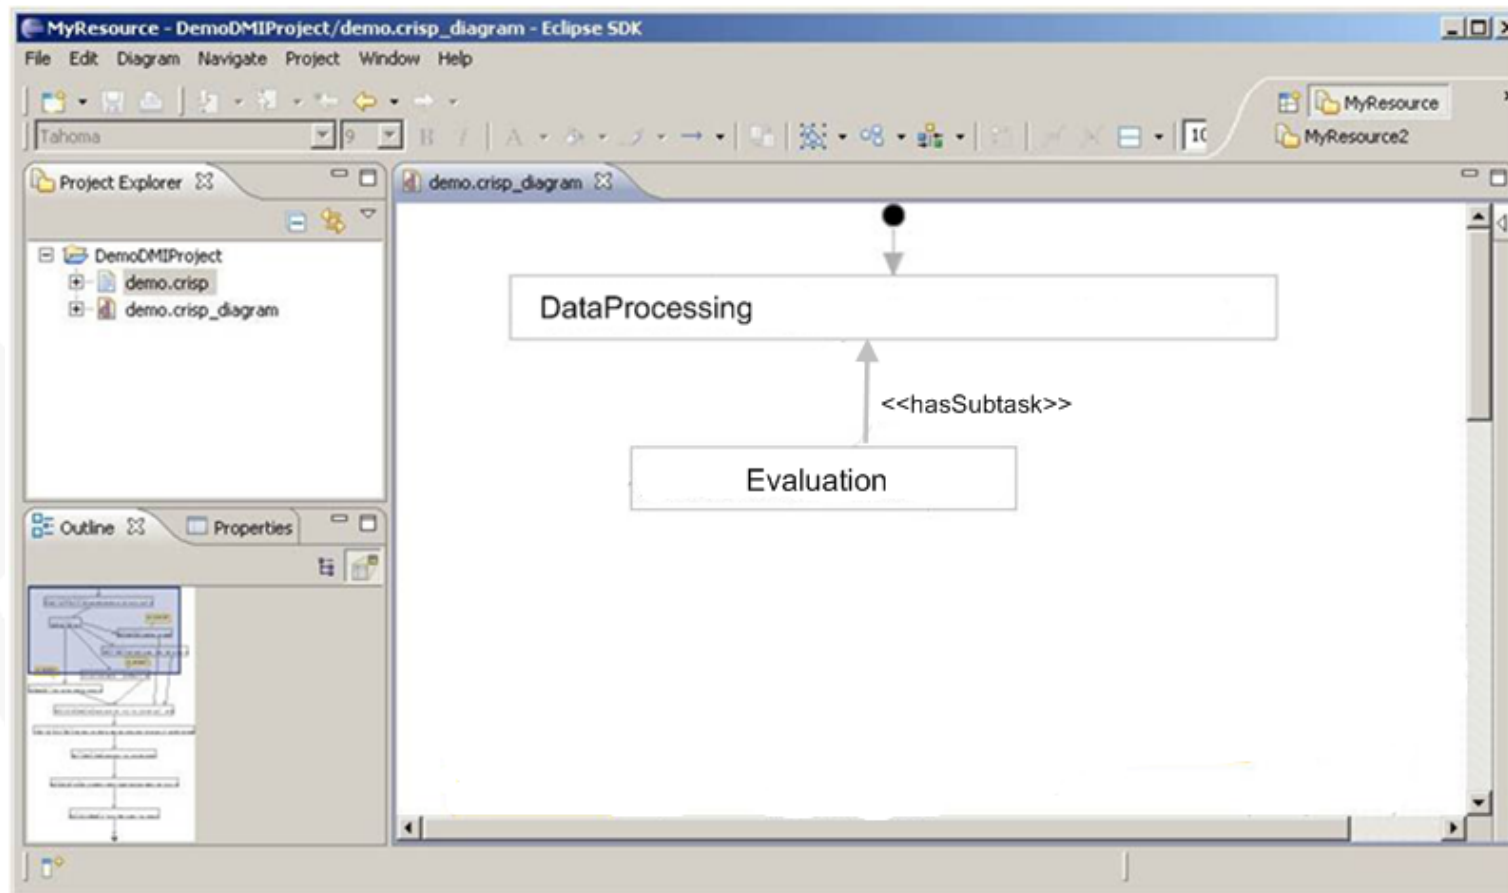 MyResource - DemoDMIProject/demo.crisp_diagram - Eclipse SDK
File Edit Diagram Navigate Project Window Help
MyResource
Tahoma 9 B I A 10 MyResource2
Project Explorer
demo.crisp_diagram
DemoDMIProject
demo.crisp
demo.crisp_diagram
DataProcessing
<<hasSubtask>>
Evaluation
Outline Properties